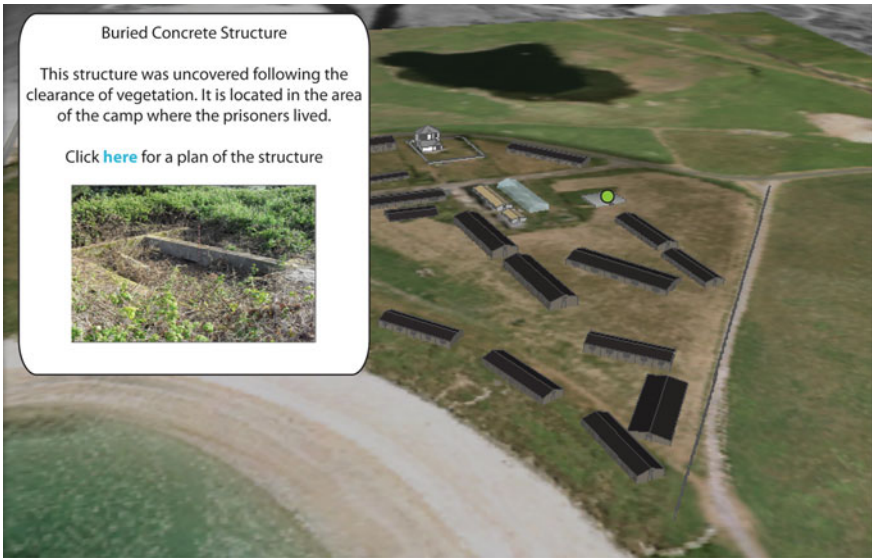 Buried Concrete Structure
This structure was uncovered following the
clearance of vegetation. It is located in the area
of the camp where the prisoners lived.
Click here for a plan of the structure